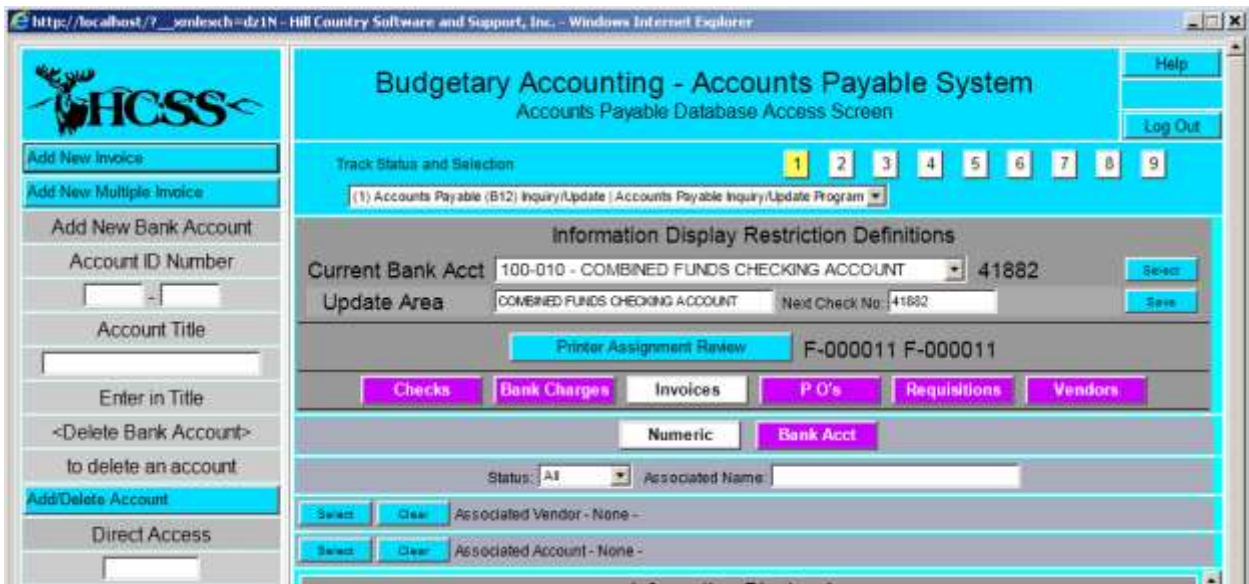 http://localhost/?__xmlexch=dz1N - Hill Country Software and Support, Inc. - Windows Internet Explorer
HCSS
Add New Invoice
Add New Multiple Invoice
Add New Bank Account
Account ID Number
-
Account Title
Enter in Title
<Delete Bank Account>
to delete an account
Add/Delete Account
Direct Access
Budgetary Accounting - Accounts Payable System
Accounts Payable Database Access Screen
Help
Log Out
Track Status and Selection 1 2 3 4 5 6 7 8 9
(1) Accounts Payable (B12) Inquiry/Update | Accounts Payable Inquiry/Update Program
Information Display Restriction Definitions
Current Bank Acct 100-010 - COMBINED FUNDS CHECKING ACCOUNT 41882 Select
Update Area COMBINED FUNDS CHECKING ACCOUNT Next Check No: 41882 Save
Printer Assignment Review F-000011 F-000011
Checks Bank Charges Invoices P O's Requisitions Vendors
Numeric Bank Acct
Status: All Associated Name:
Select Clear Associated Vendor - None -
Select Clear Associated Account - None -